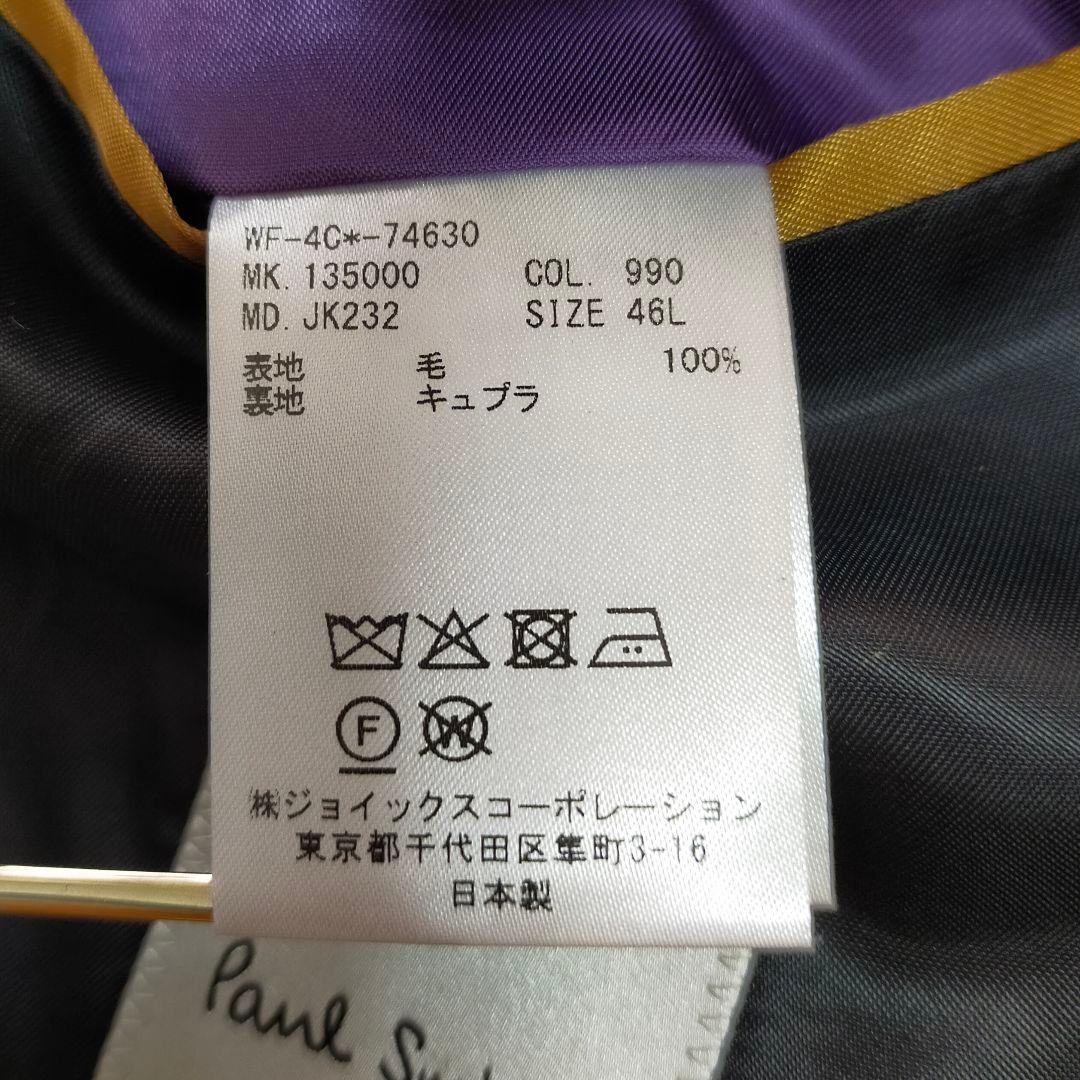 WF-4C*-74630
MK. 135000 COL. 990
MD. JK232 SIZE 46L
表地 毛 100%
裏地 キュプラ
F W
㈱ジョイックスコーポレーション
東京都千代田区隼町3-16
日本製
Paul